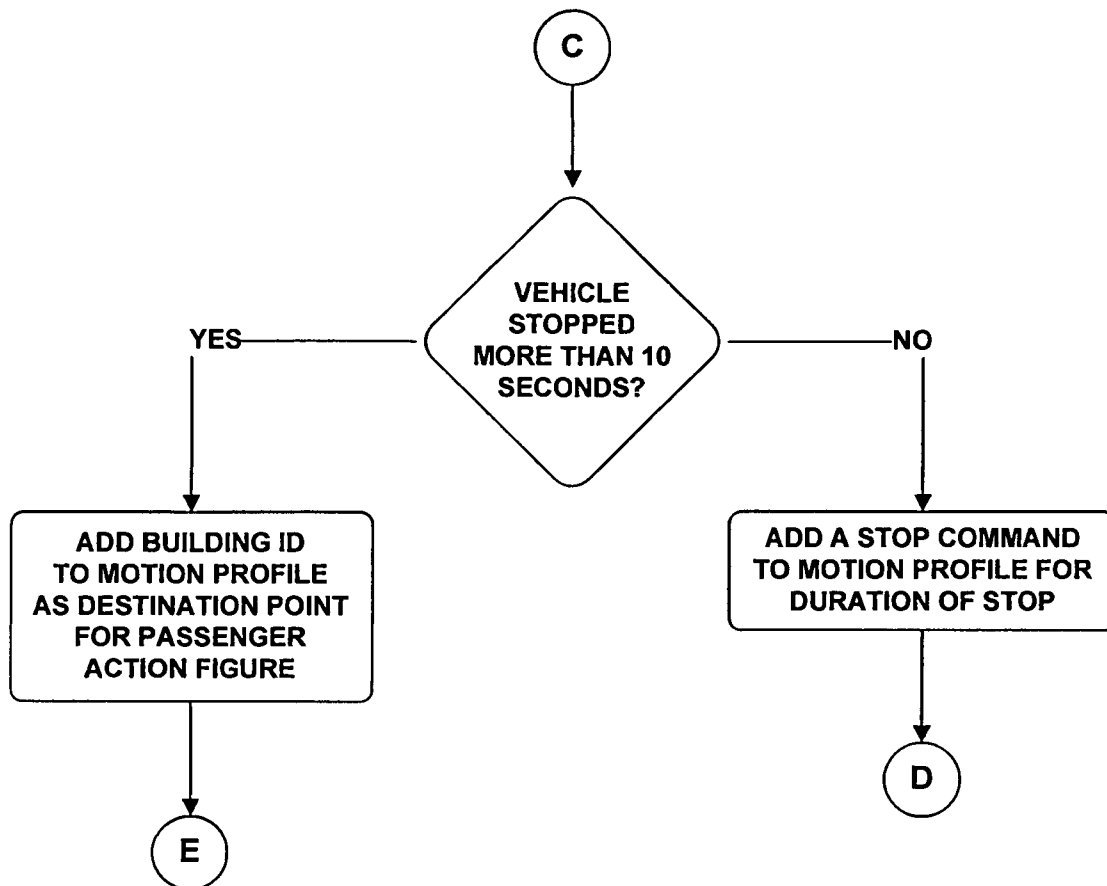 C
VEHICLE
STOPPED
MORE THAN 10
SECONDS?
YES
NO
ADD BUILDING ID
TO MOTION PROFILE
AS DESTINATION POINT
FOR PASSENGER
ACTION FIGURE
ADD A STOP COMMAND
TO MOTION PROFILE FOR
DURATION OF STOP
D
E